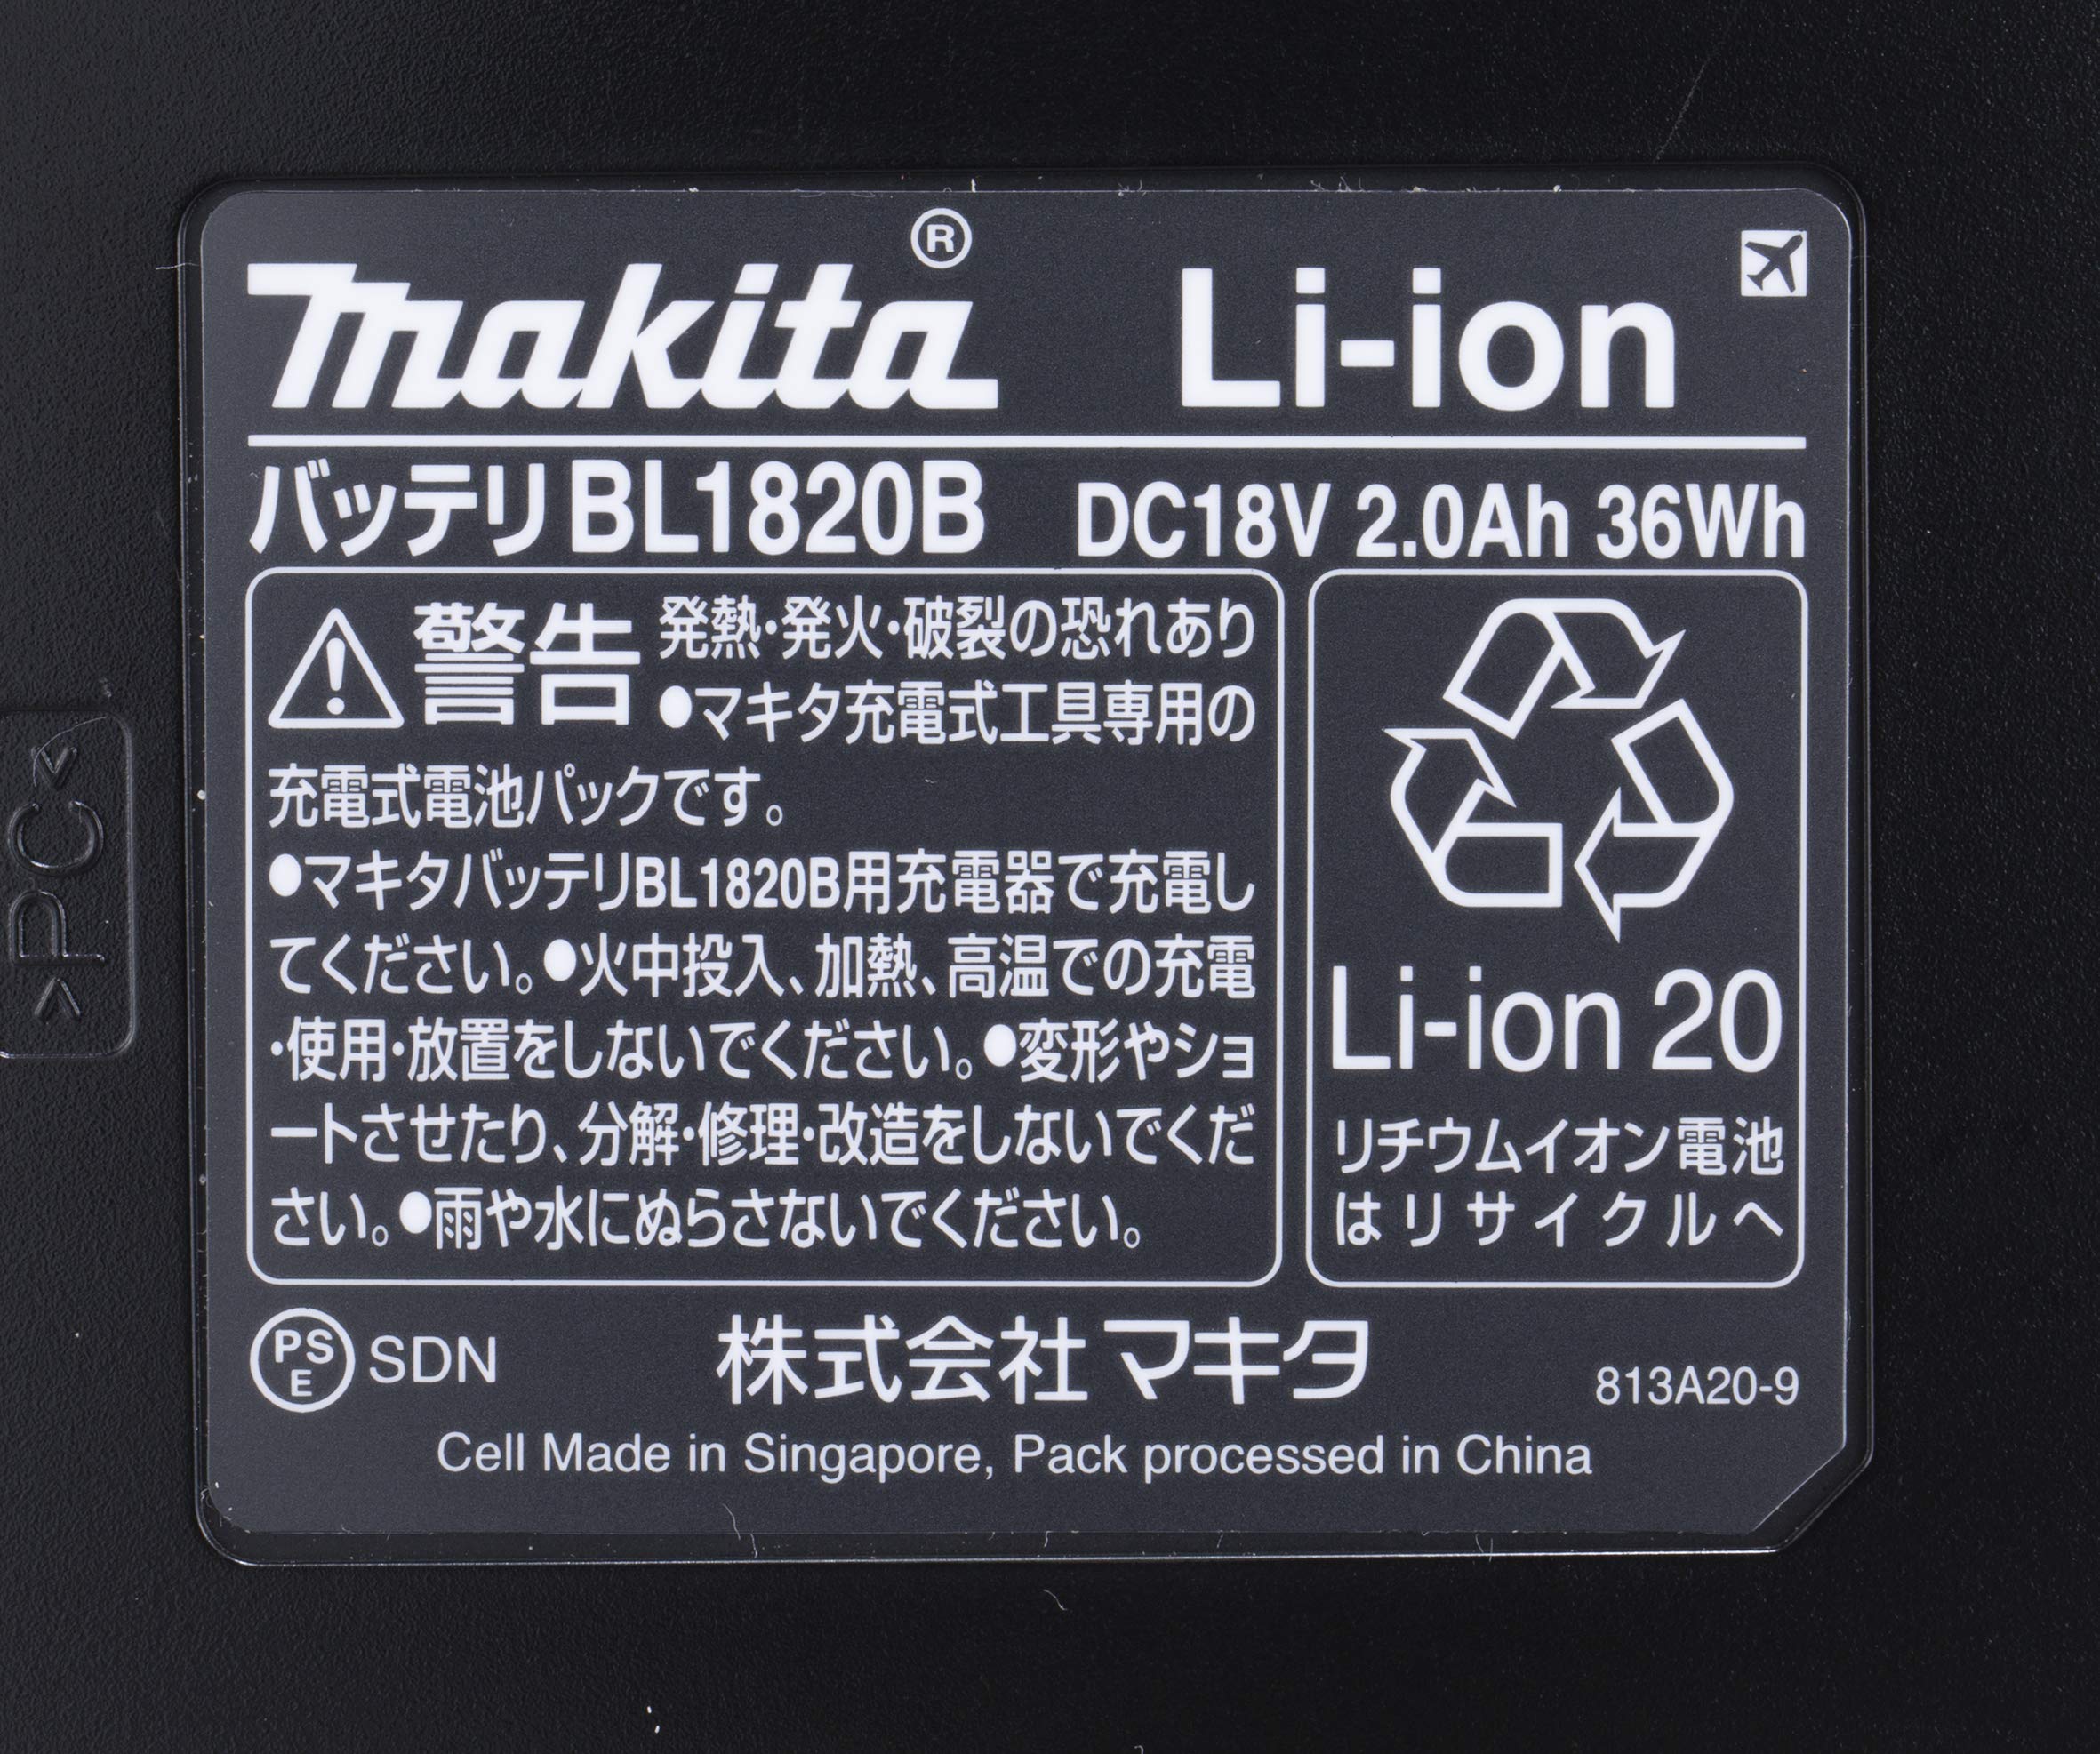 makita® Li-ion
バッテリBL1820B DC18V 2.0Ah 36Wh
警告 発熱・発火・破裂の恐れあり
●マキタ充電式工具専用の
充電式電池パックです。
●マキタバッテリBL1820B用充電器で充電し
てください。●火中投入、加熱、高温での充電
・使用・放置をしないでください。●変形やショ
ートさせたり、分解・修理・改造をしないでくだ
さい。●雨や水にぬらさないでください。
Li-ion 20
リチウムイオン電池
はリサイクルへ
PSE SDN 株式会社マキタ 813A20-9
Cell Made in Singapore, Pack processed in China
>PC<